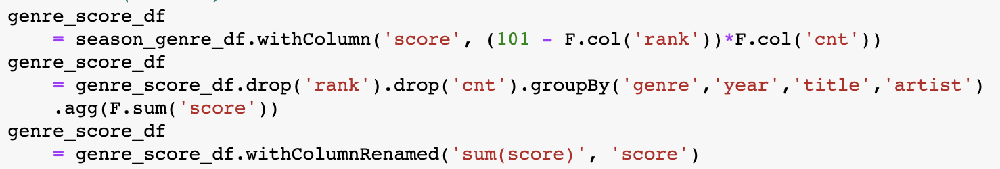 genre_score_df
= season_genre_df.withColumn('score', (101 - F.col('rank'))*F.col('cnt'))
genre_score_df
= genre_score_df.drop('rank').drop('cnt').groupBy('genre','year','title','artist')
.agg(F.sum('score'))
genre_score_df
= genre_score_df.withColumnRenamed('sum(score)', 'score')